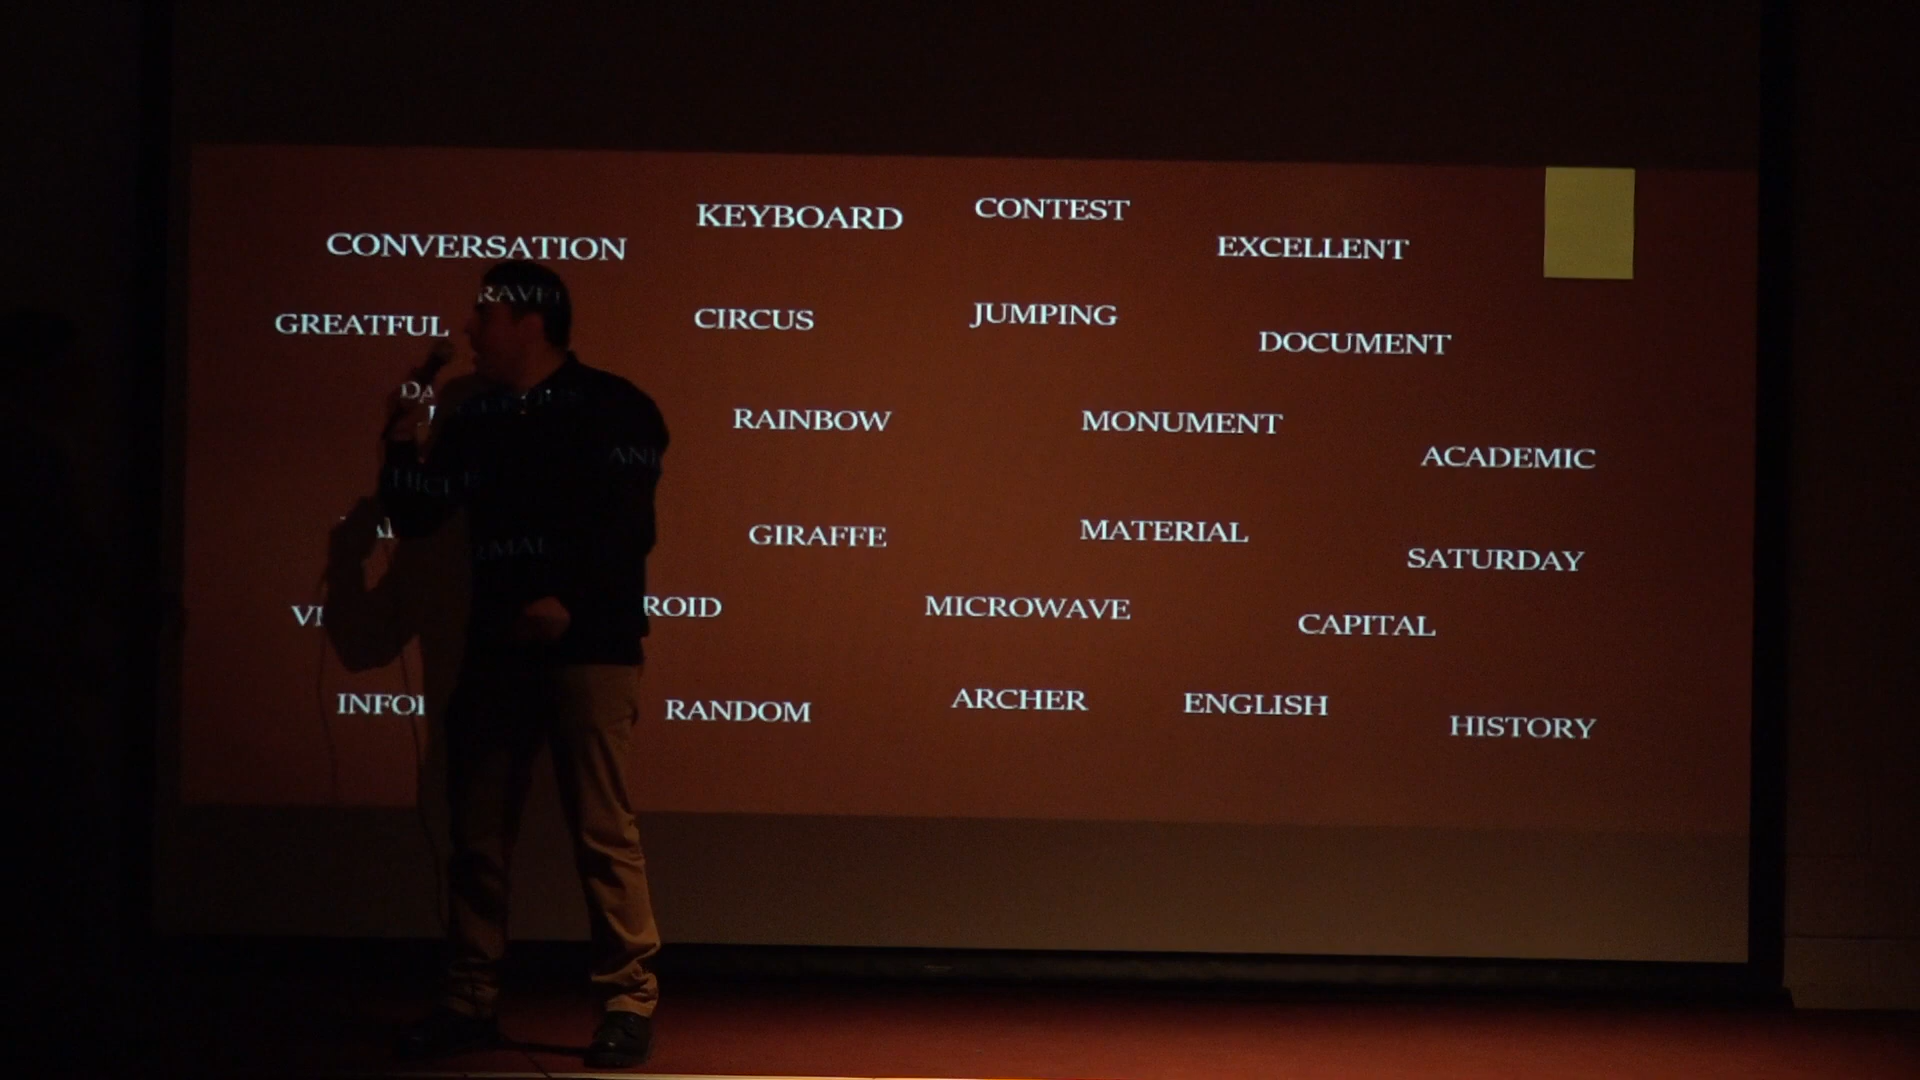 KEYBOARD CONTEST
CONVERSATION EXCELLENT
GREATFUL CIRCUS JUMPING DOCUMENT
RAINBOW MONUMENT
ACADEMIC
GIRAFFE MATERIAL SATURDAY
MICROWAVE CAPITAL
RANDOM ARCHER ENGLISH HISTORY